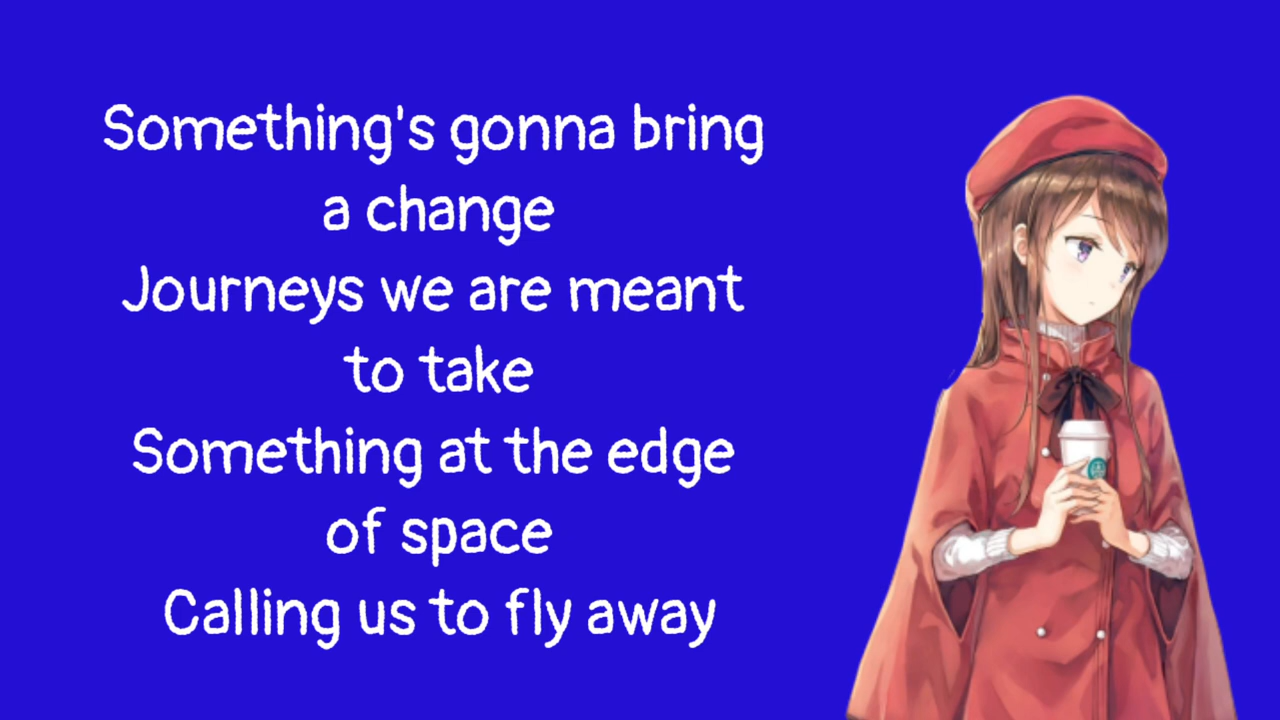 Something's gonna bring
a change
Journeys we are meant
to take
Something at the edge
of space
Calling us to fly away